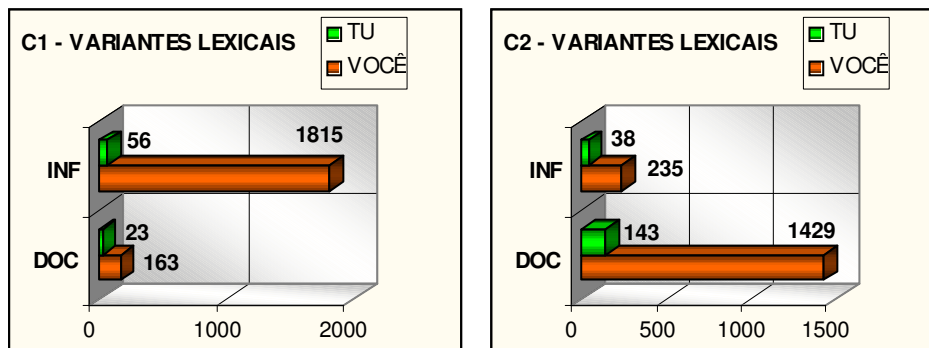 C1 - VARIANTES LEXICAIS
TU
VOCÊ
INF
56
1815
DOC
23
163
0 1000 2000
C2 - VARIANTES LEXICAIS
TU
VOCÊ
INF
38
235
DOC
143
1429
0 500 1000 1500